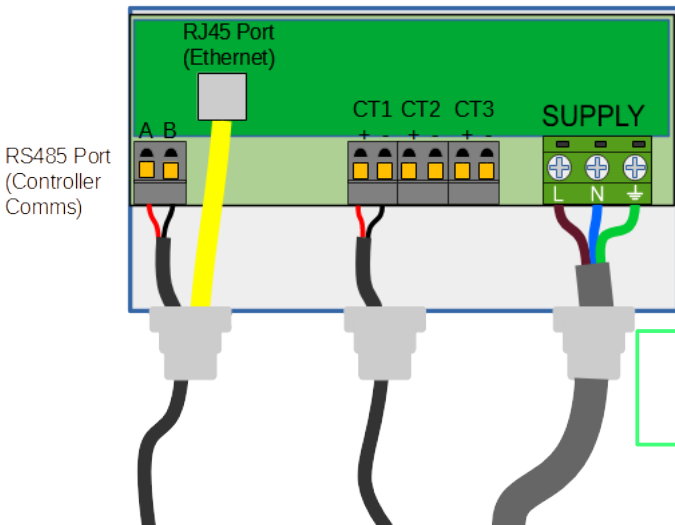 RJ45 Port
(Ethernet)
CT1 CT2 CT3
+ - + - + -
SUPPLY
A B
RS485 Port
(Controller
Comms)
L N